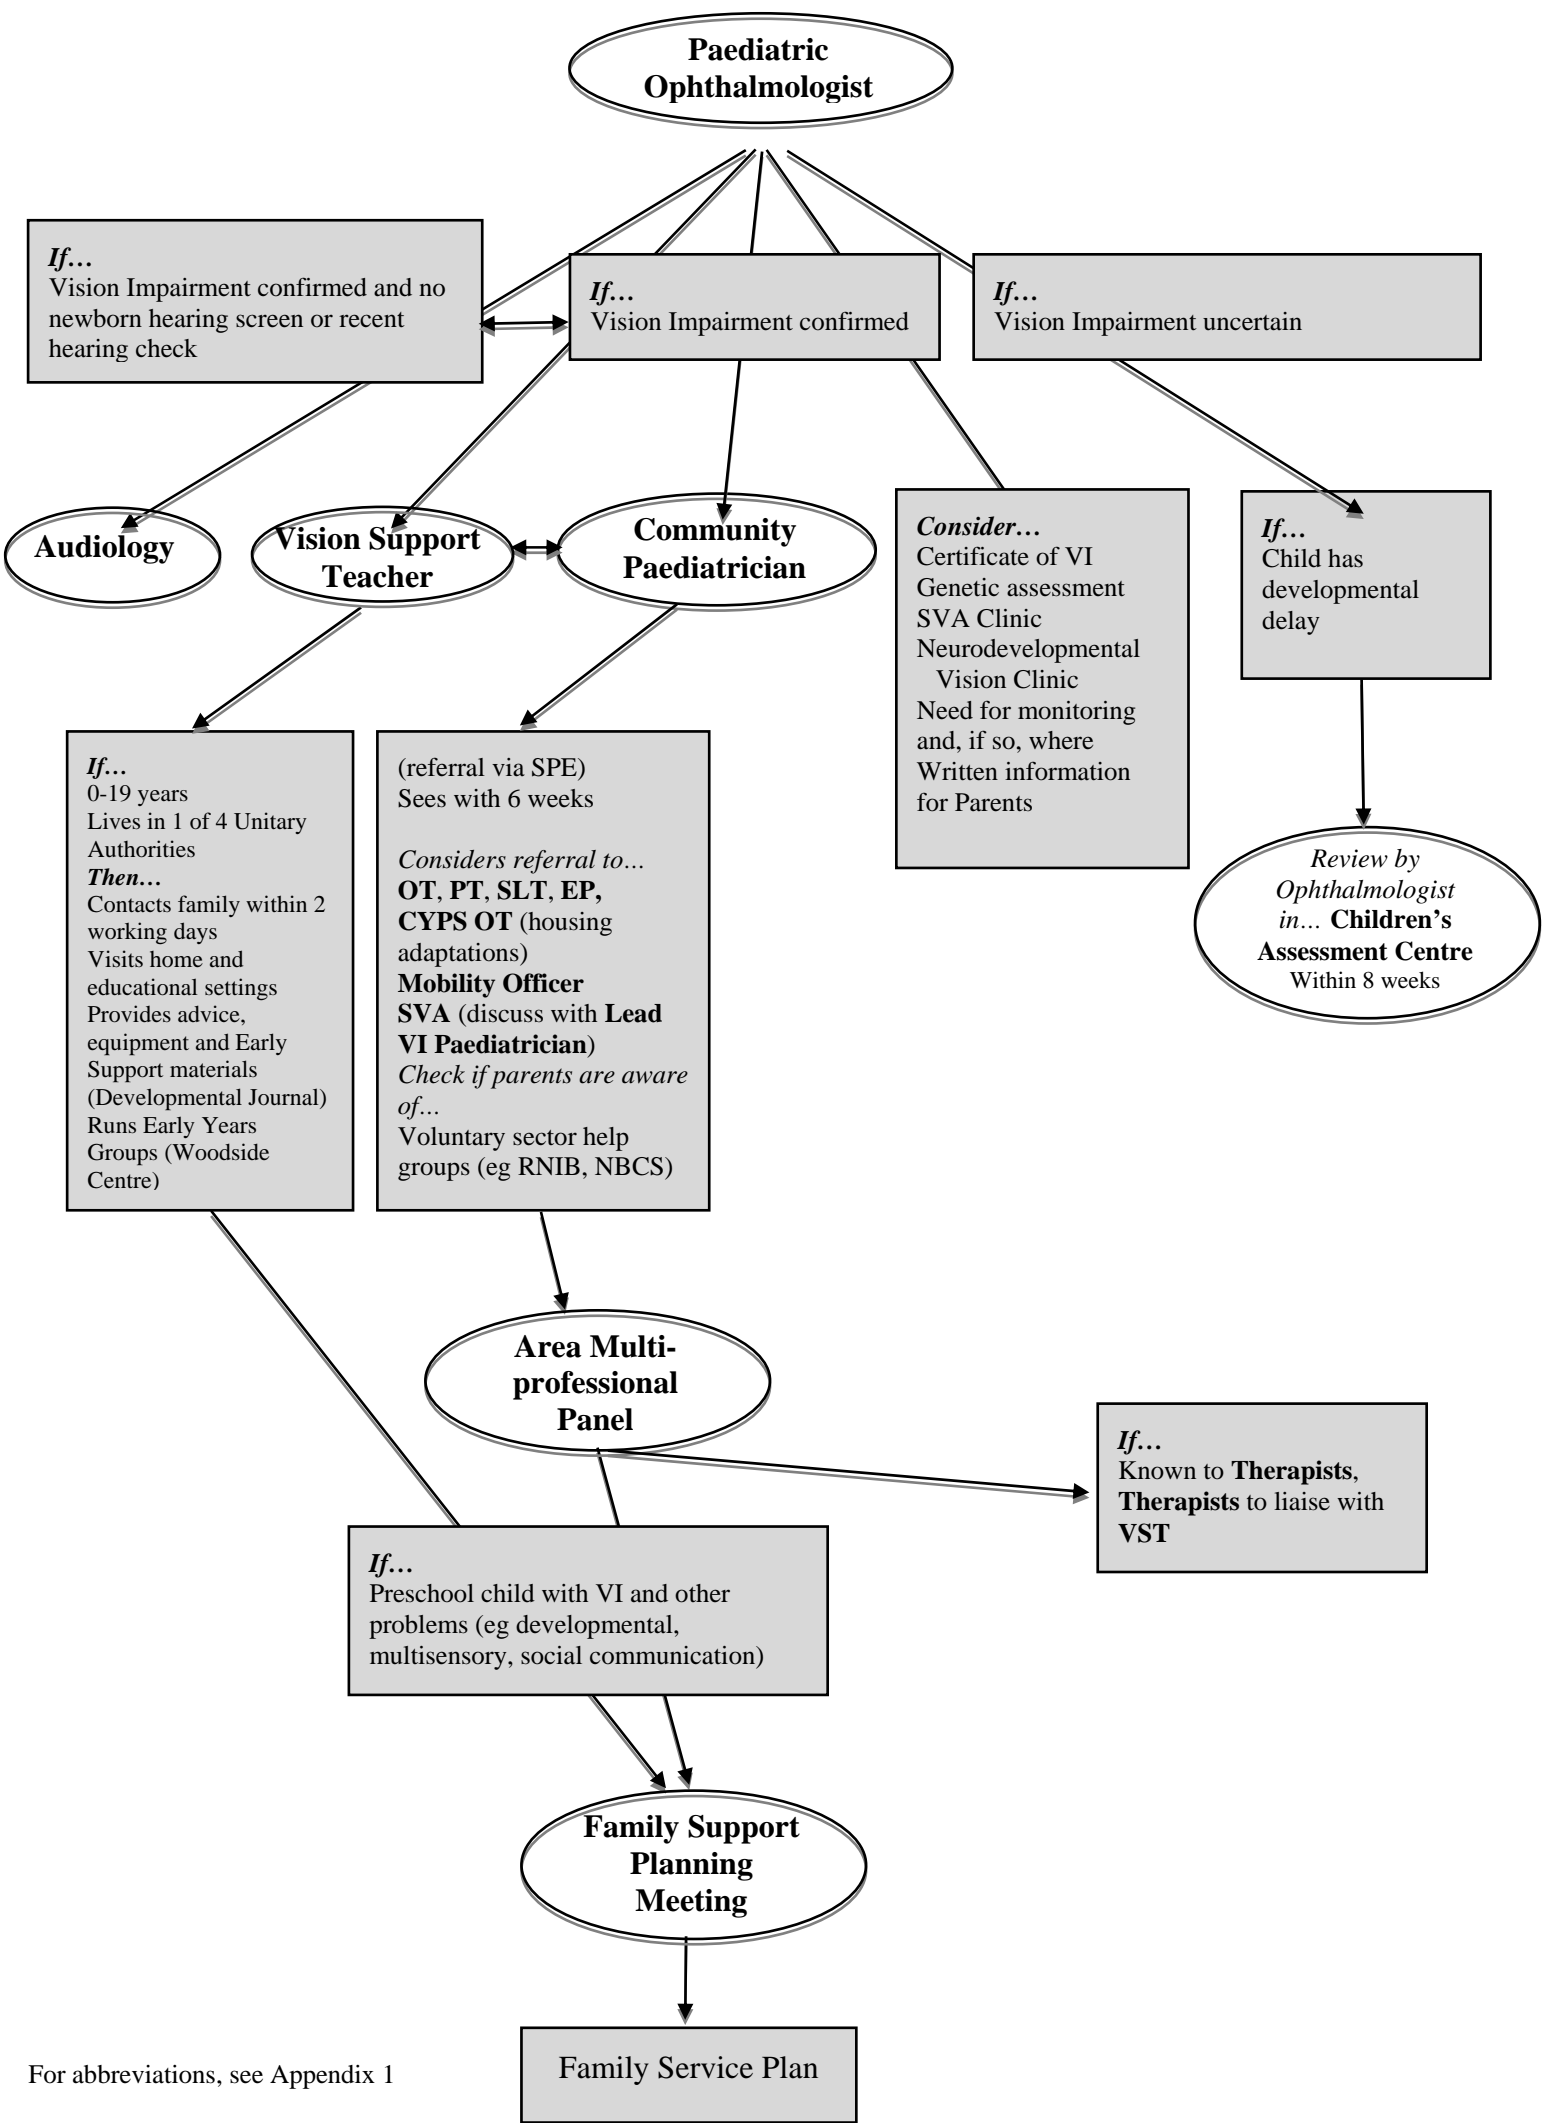 Paediatric
Ophthalmologist
If…
Vision Impairment confirmed and no
newborn hearing screen or recent
hearing check
If…
Vision Impairment confirmed
If…
Vision Impairment uncertain
Audiology
Vision Support
Teacher
Community
Paediatrician
Consider…
Certificate of VI
Genetic assessment
SVA Clinic
Neurodevelopmental
Vision Clinic
Need for monitoring
and, if so, where
Written information
for Parents
If…
Child has
developmental
delay
If…
0-19 years
Lives in 1 of 4 Unitary
Authorities
Then…
Contacts family within 2
working days
Visits home and
educational settings
Provides advice,
equipment and Early
Support materials
(Developmental Journal)
Runs Early Years
Groups (Woodside
Centre)
(referral via SPE)
Sees with 6 weeks
Considers referral to…
OT, PT, SLT, EP,
CYPS OT (housing
adaptations)
Mobility Officer
SVA (discuss with Lead
VI Paediatrician)
Check if parents are aware
of…
Voluntary sector help
groups (eg RNIB, NBCS)
Review by
Ophthalmologist
in… Children’s
Assessment Centre
Within 8 weeks
Area Multi-
professional
Panel
If…
Known to Therapists,
Therapists to liaise with
VST
If…
Preschool child with VI and other
problems (eg developmental,
multisensory, social communication)
Family Support
Planning
Meeting
Family Service Plan
For abbreviations, see Appendix 1